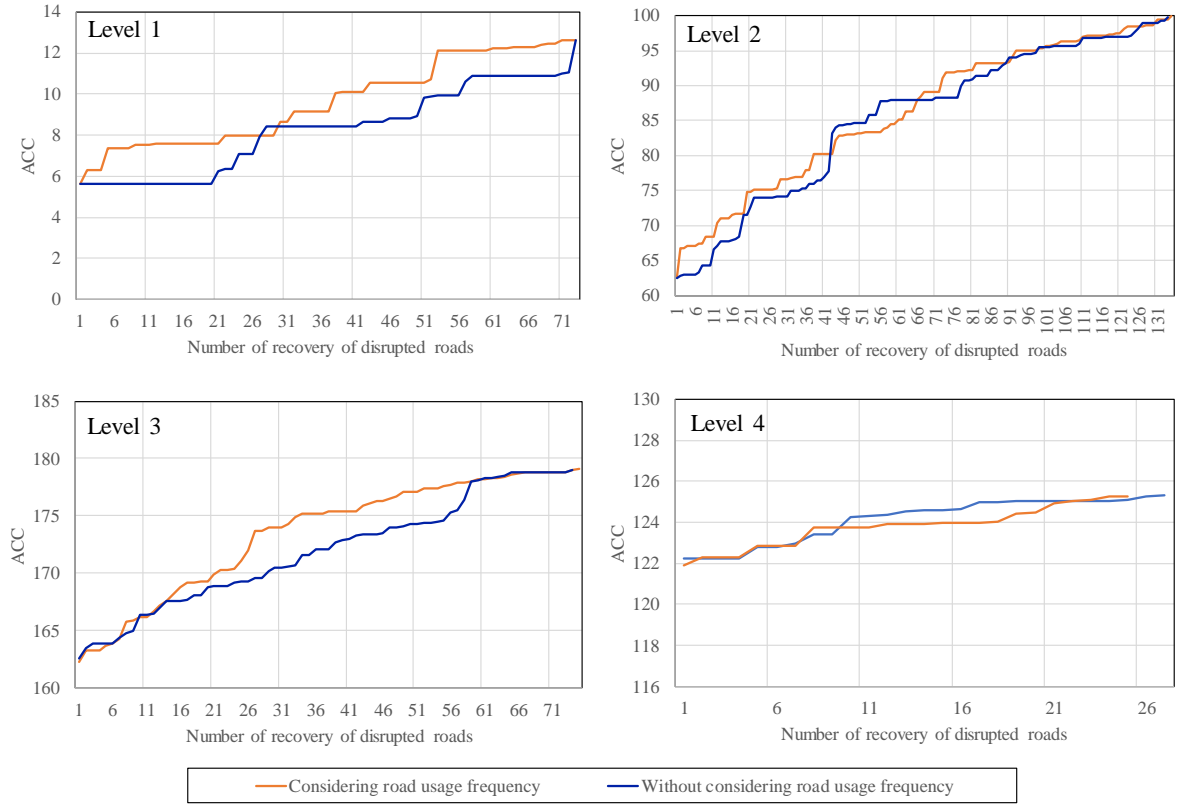 Level 1
ACC
14
12
10
8
6
4
2
0
1 6 11 16 21 26 31 36 41 46 51 56 61 66 71
Number of recovery of disrupted roads
Level 2
ACC
100
95
90
85
80
75
70
65
60
1 6 11 16 21 26 31 36 41 46 51 56 61 66 71 76 81 86 91 96 101 106 111 116 121 126 131
Number of recovery of disrupted roads
Level 3
ACC
185
180
175
170
165
160
1 6 11 16 21 26 31 36 41 46 51 56 61 66 71
Number of recovery of disrupted roads
Level 4
ACC
130
128
126
124
122
120
118
116
1 6 11 16 21 26
Number of recovery of disrupted roads
Considering road usage frequency
Without considering road usage frequency